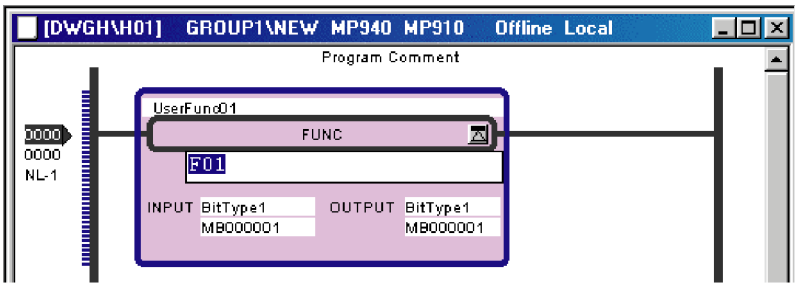 [DWGH\H01] GROUP1\NEW MP940 MP910 Offline Local
Program Comment
UserFunc01
0000
FUNC
0000
F01
NL-1
INPUT BitType1 OUTPUT BitType1
MB000001 MB000001